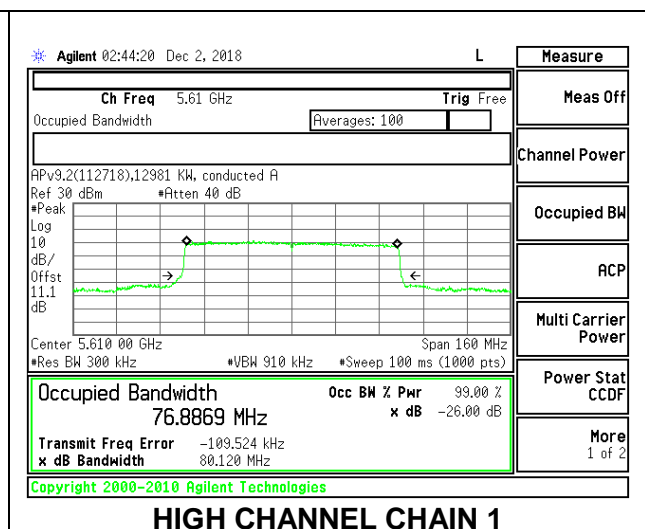 Agilent 02:44:20 Dec 2, 2018 L
Measure
Ch Freq 5.61 GHz Trig Free
Meas Off
Occupied Bandwidth Averages: 100
Channel Power
APv9.2(112718),12981 KW, conducted A
Ref 30 dBm #Atten 40 dB
#Peak
Log
10
dB/
Offst
11.1
dB
Occupied BW
ACP
Center 5.610 00 GHz Span 160 MHz
#Res BW 300 kHz #VBW 910 kHz #Sweep 100 ms (1000 pts)
Multi Carrier
Power
Occupied Bandwidth Occ BW % Pwr 99.00 %
76.8869 MHz x dB -26.00 dB
Power Stat
CCDF
Transmit Freq Error -109.524 kHz
x dB Bandwidth 80.120 MHz
More
1 of 2
Copyright 2000-2010 Agilent Technologies
HIGH CHANNEL CHAIN 1